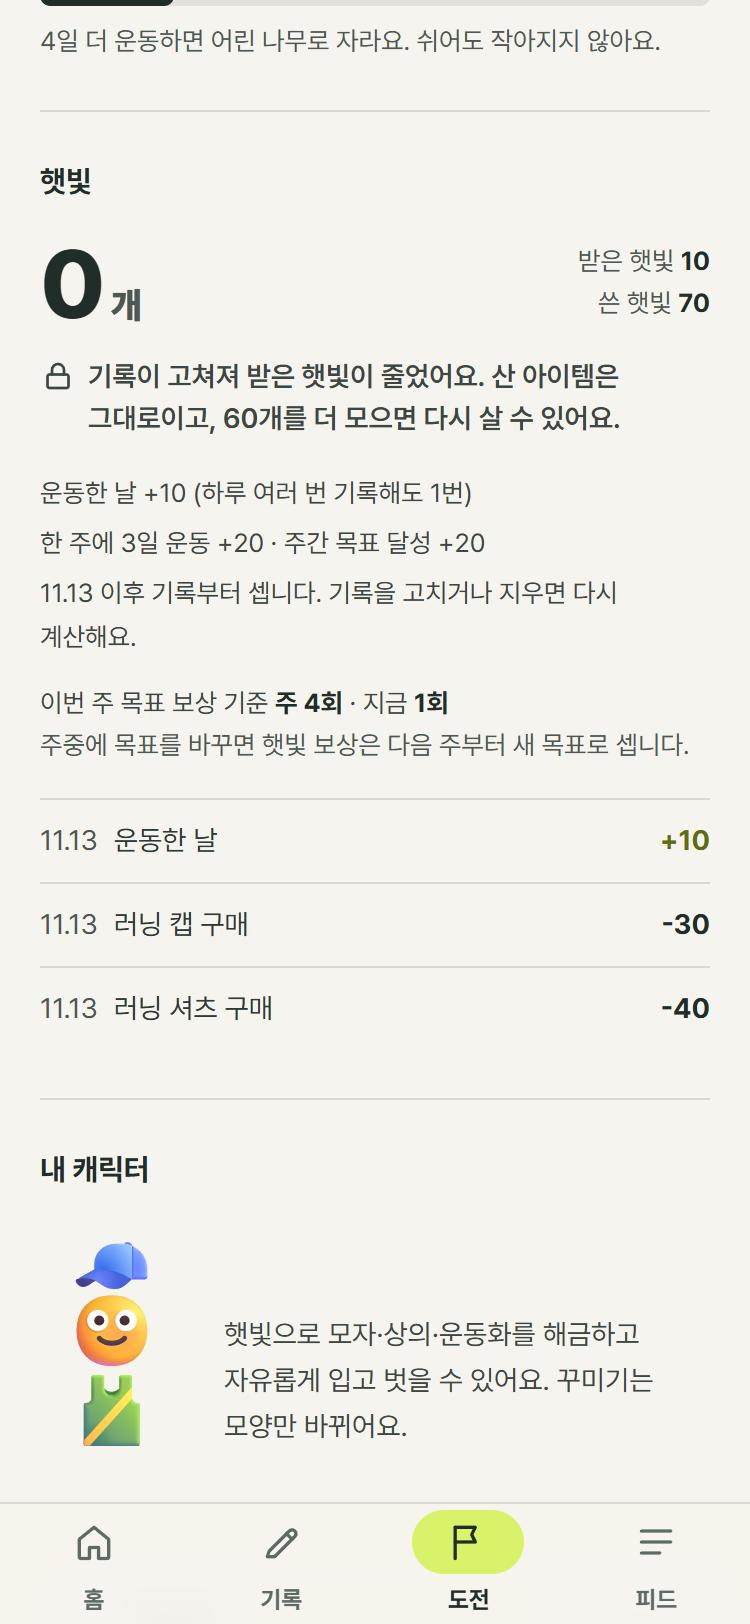 4일 더 운동하면 어린 나무로 자라요. 쉬어도 작아지지 않아요.
햇빛
0개
받은 햇빛 10
쓴 햇빛 70
기록이 고쳐져 받은 햇빛이 줄었어요. 산 아이템은
그대로이고, 60개를 더 모으면 다시 살 수 있어요.
운동한 날 +10 (하루 여러 번 기록해도 1번)
한 주에 3일 운동 +20 · 주간 목표 달성 +20
11.13 이후 기록부터 셉니다. 기록을 고치거나 지우면 다시
계산해요.
이번 주 목표 보상 기준 주 4회 · 지금 1회
주중에 목표를 바꾸면 햇빛 보상은 다음 주부터 새 목표로 셉니다.
11.13 운동한 날 +10
11.13 러닝 캡 구매 -30
11.13 러닝 셔츠 구매 -40
내 캐릭터
햇빛으로 모자·상의·운동화를 해금하고
자유롭게 입고 벗을 수 있어요. 꾸미기는
모양만 바뀌어요.
홈 기록 도전 피드